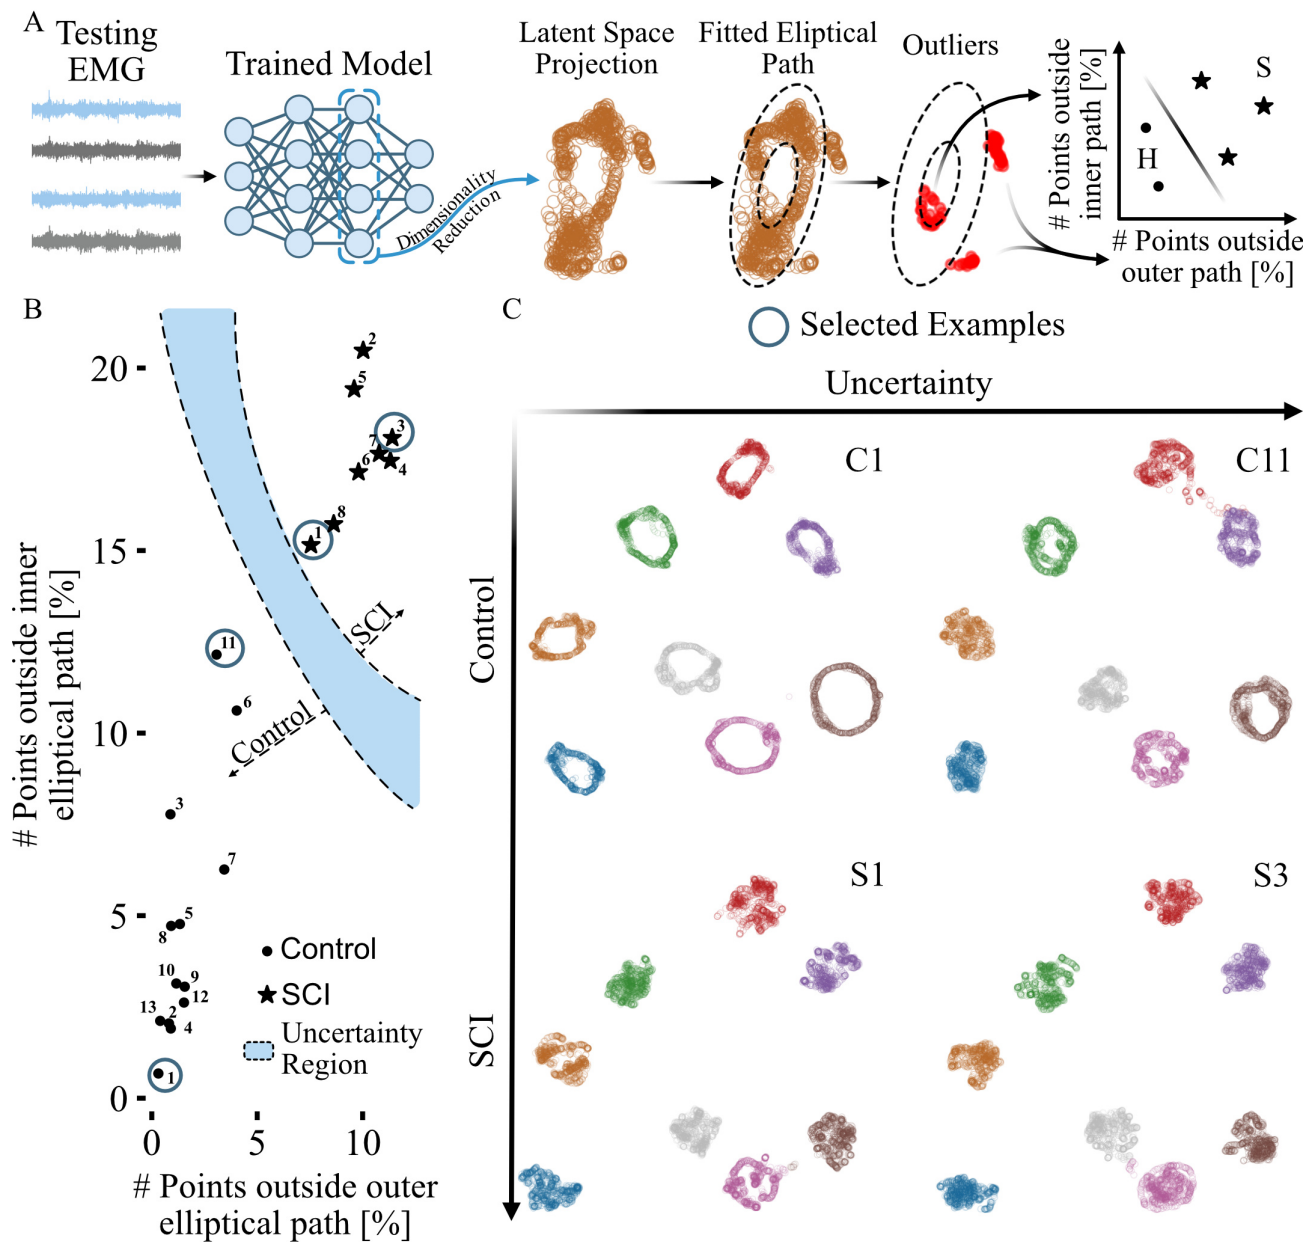 A
Testing
EMG
Trained Model
Latent Space
Projection
Fitted Eliptical
Path
Outliers
Dimensionality
Reduction
# Points outside
inner path [%]
S
H
# Points outside
outer path [%]
B
20
15
10
5
0
0
5
10
# Points outside inner
elliptical path [%]
# Points outside outer
elliptical path [%]
2
5
3
7
6
4
8
1
11
6
3
7
5
8
10
9
12
13
2
4
1
SCI
Control
Control
SCI
Uncertainty
Region
C
Selected Examples
Uncertainty
Control
SCI
C1
C11
S1
S3